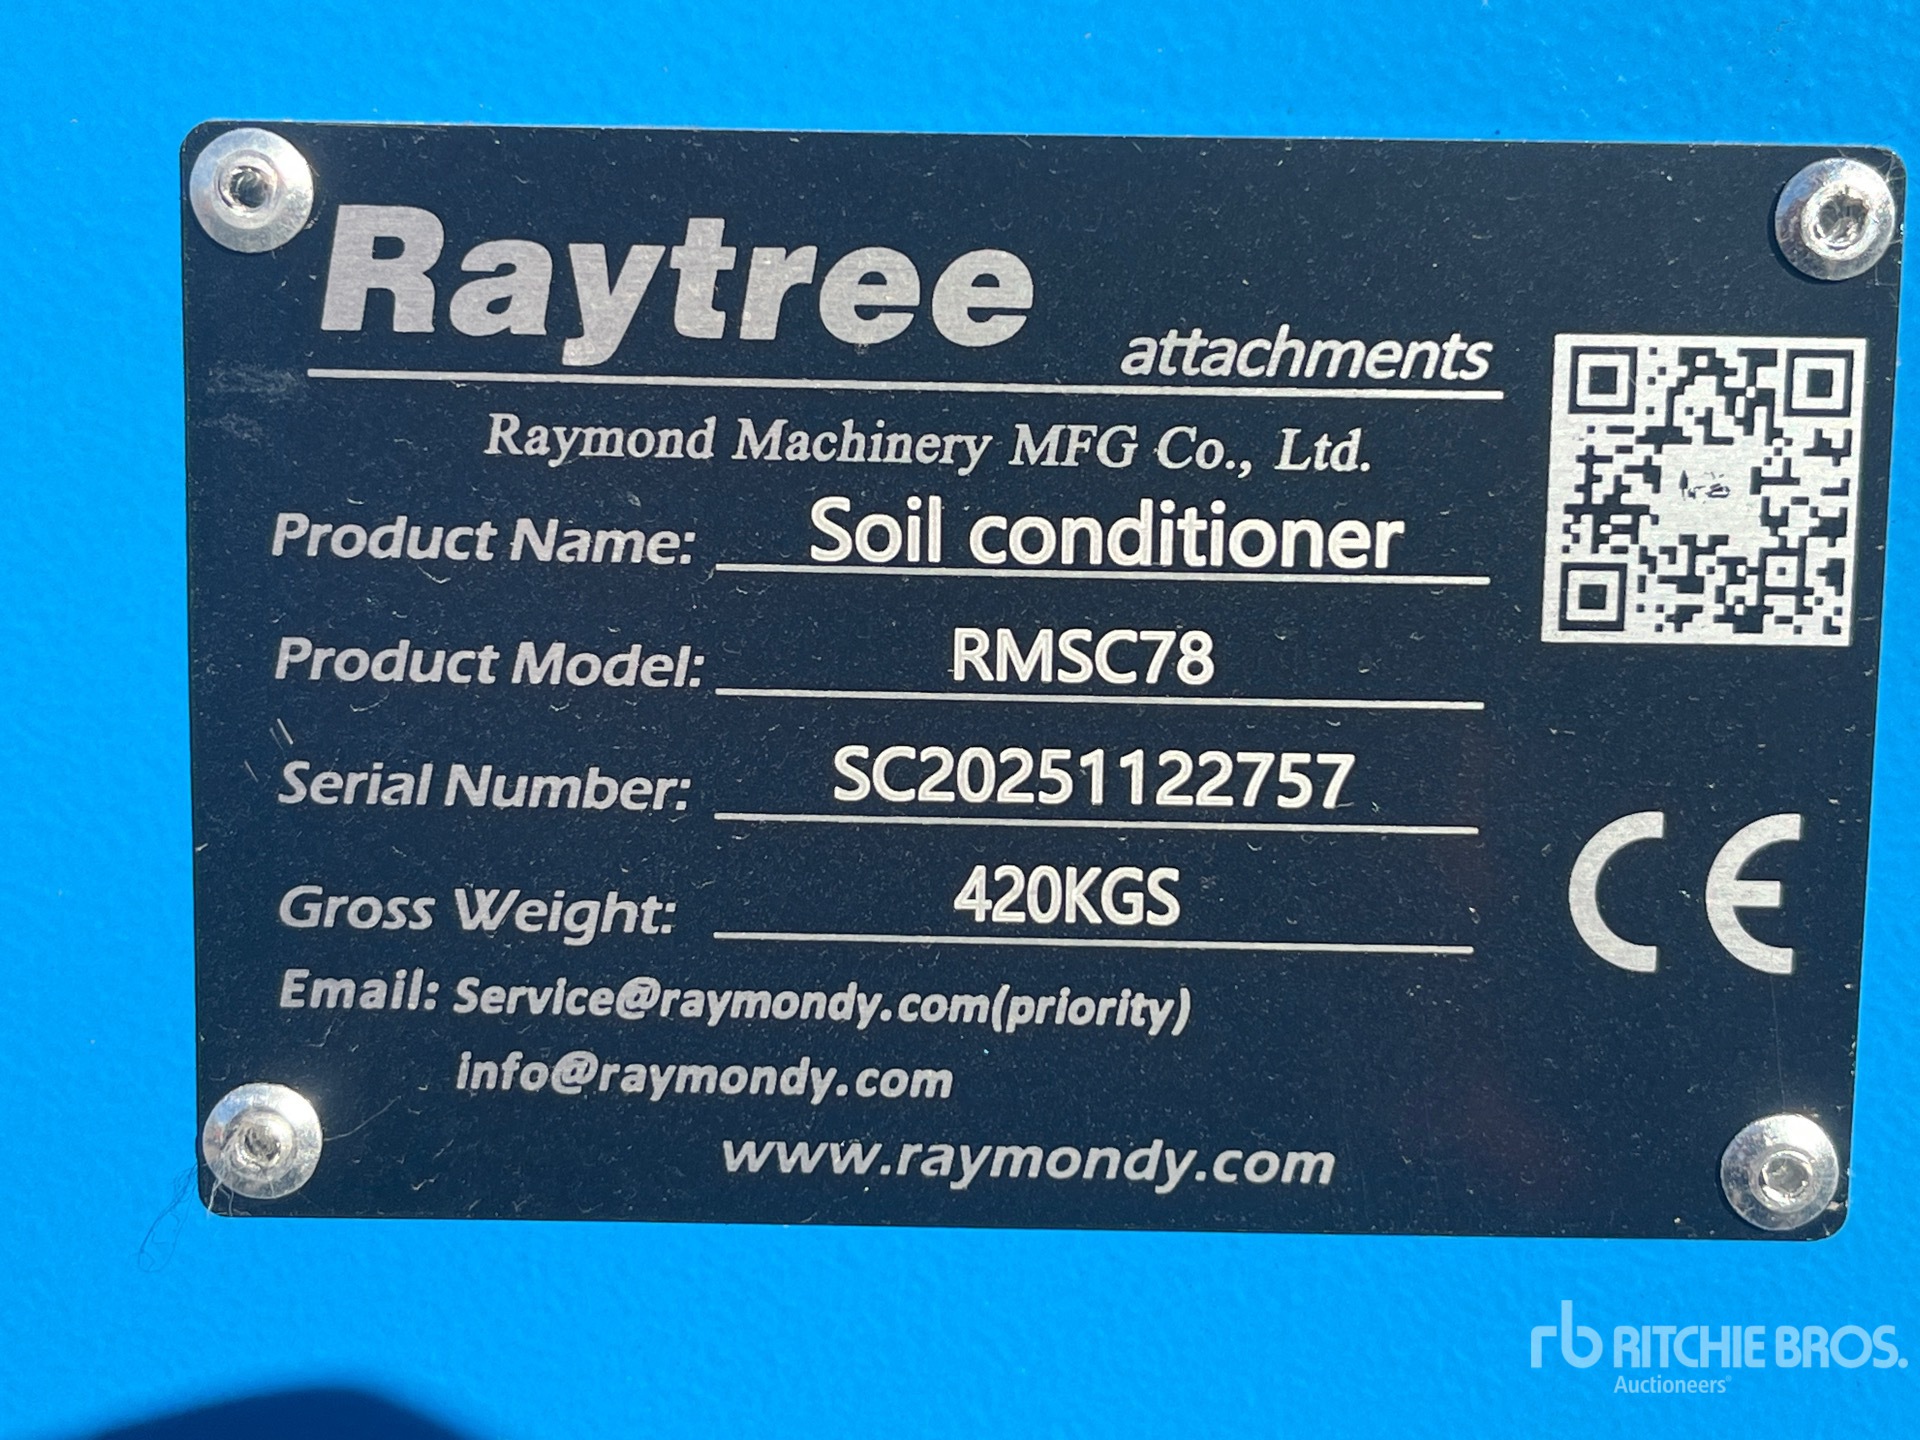 Raytree
attachments
Raymond Machinery MFG Co., Ltd.
Product Name: Soil conditioner
Product Model: RMSC78
Serial Number: SC20251122757
Gross Weight: 420KGS
Email: Service@raymondy.com(priority)
info@raymondy.com
www.raymondy.com
CE
rb RITCHIE BROS.
Auctioneers